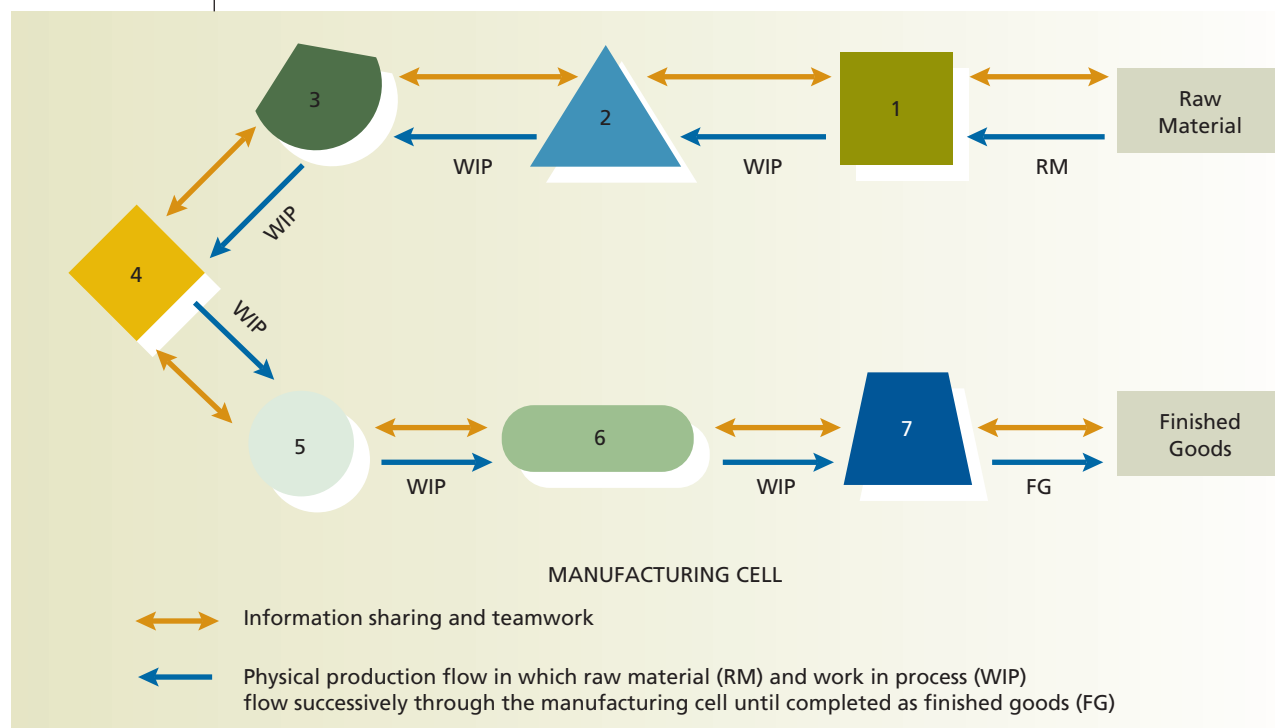 3
2
1
Raw
Material
WIP
WIP
RM
WIP
4
WIP
5
6
7
Finished
Goods
WIP
WIP
FG
MANUFACTURING CELL
Information sharing and teamwork
Physical production flow in which raw material (RM) and work in process (WIP)
flow successively through the manufacturing cell until completed as finished goods (FG)